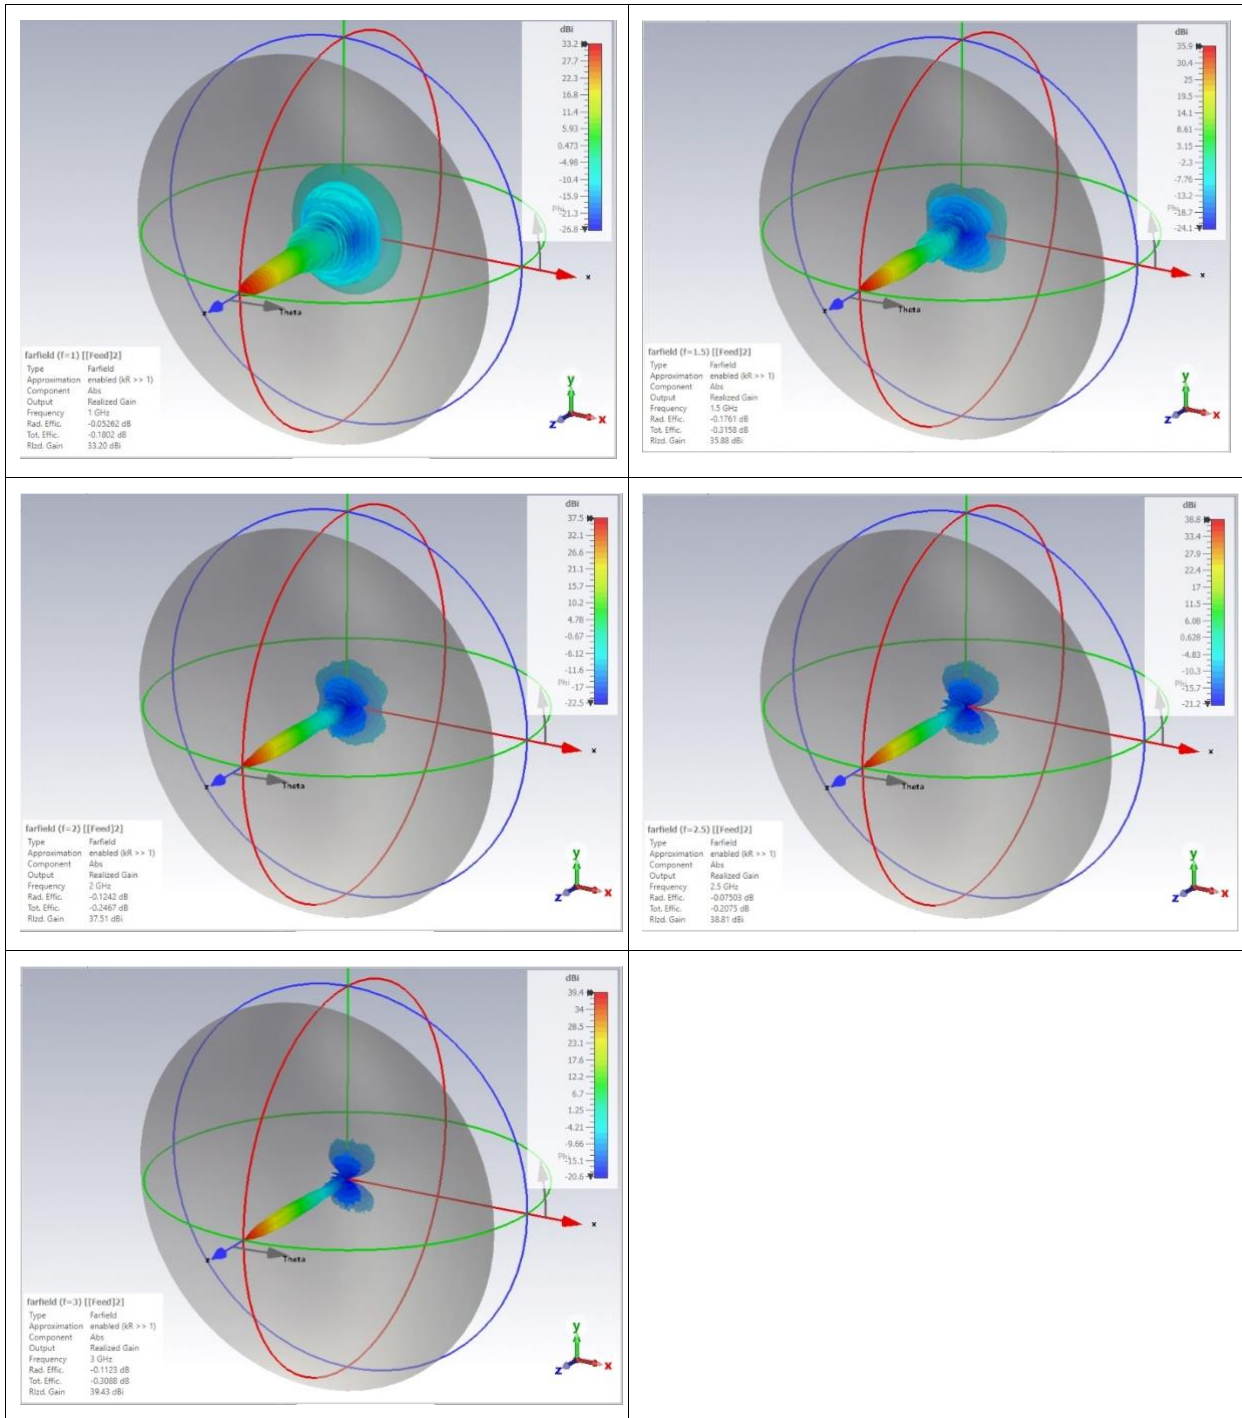 dBi
33.2
27.7
22.3
16.8
11.4
5.93
0.473
-4.98
-10.4
-15.9
Phi
-21.3
-26.8
x
z
Theta
farfield (f=1) [[Feed]2]
Type Farfield
Approximation enabled (kR >> 1)
Component Abs
Output Realized Gain
Frequency 1 GHz
Rad. Effic. -0.05262 dB
Tot. Effic. -0.1802 dB
Rlzd. Gain 33.20 dBi
y
z x
dBi
35.9
30.4
25
19.5
14.1
8.61
3.15
-2.3
-7.76
-13.2
Phi
-18.7
-24.1
x
z
Theta
farfield (f=1.5) [[Feed]2]
Type Farfield
Approximation enabled (kR >> 1)
Component Abs
Output Realized Gain
Frequency 1.5 GHz
Rad. Effic. -0.1761 dB
Tot. Effic. -0.3158 dB
Rlzd. Gain 35.88 dBi
y
z x
dBi
37.5
32.1
26.6
21.1
15.7
10.2
4.78
-0.67
-6.12
-11.6
Phi
-17
-22.5
x
z
Theta
farfield (f=2) [[Feed]2]
Type Farfield
Approximation enabled (kR >> 1)
Component Abs
Output Realized Gain
Frequency 2 GHz
Rad. Effic. -0.1242 dB
Tot. Effic. -0.2467 dB
Rlzd. Gain 37.51 dBi
y
z x
dBi
38.8
33.4
27.9
22.4
17
11.5
6.08
0.628
-4.83
-10.3
Phi
-15.7
-21.2
x
z
Theta
farfield (f=2.5) [[Feed]2]
Type Farfield
Approximation enabled (kR >> 1)
Component Abs
Output Realized Gain
Frequency 2.5 GHz
Rad. Effic. -0.07503 dB
Tot. Effic. -0.2075 dB
Rlzd. Gain 38.81 dBi
y
z x
dBi
39.4
34
28.5
23.1
17.6
12.2
6.7
1.25
-4.21
-9.66
Phi
-15.1
-20.6
x
z
Theta
farfield (f=3) [[Feed]2]
Type Farfield
Approximation enabled (kR >> 1)
Component Abs
Output Realized Gain
Frequency 3 GHz
Rad. Effic. -0.1123 dB
Tot. Effic. -0.3088 dB
Rlzd. Gain 39.43 dBi
y
z x